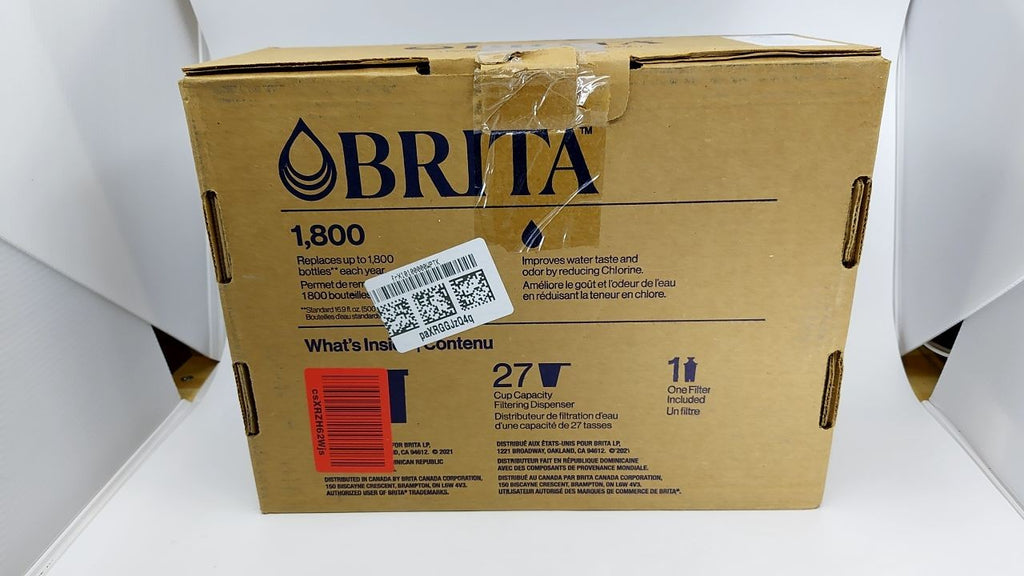 BRITA™
1,800
Replaces up to 1,800
bottles** each year
Permet de
1800
**Standard 16.9 fl. oz. (500
Bouteilles d'eau standard
Improves water taste and
odor by reducing Chlorine.
Améliore le goût et l'odeur de l'eau
en réduisant la teneur en chlore.
paXRGGJzQ4q
What's Contenu
27
Cup Capacity
Filtering Dispenser
Distributeur de filtration d'eau
d'une capacité de 27 tasses
1
One Filter
Included
Un filtre
csXRZH62Wjs
FOR BRITA LP,
CA 94612. © 2021
REPUBLIC
DISTRIBUTED IN CANADA BY BRITA CANADA CORPORATION,
150 BISCAYNE CRESCENT, BRAMPTON, ON L6W 4V3.
AUTHORIZED USER OF BRITA® TRADEMARKS.
DISTRIBUÉ AUX ÉTATS-UNIS POUR BRITA LP,
1221 BROADWAY, OAKLAND, CA 94612. © 2021
DISTRIBUTEUR FAIT EN RÉPUBLIQUE DOMINICAINE
AVEC DES COMPOSANTS DE PROVENANCE MONDIALE.
DISTRIBUÉ AU CANADA PAR BRITA CANADA CORPORATION,
150 BISCAYNE CRESCENT, BRAMPTON, ON L6W 4V3.
UTILISATEUR AUTORISÉ DES MARQUES DE COMMERCE DE BRITA®.